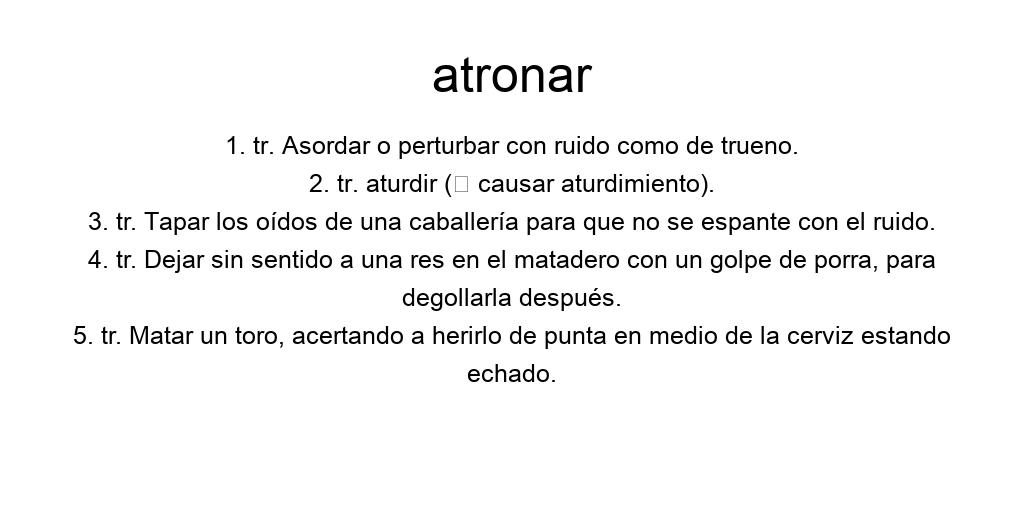 atronar
1. tr. Asordar o perturbar con ruido como de trueno.
2. tr. aturdir (□ causar aturdimiento).
3. tr. Tapar los oídos de una caballería para que no se espante con el ruido.
4. tr. Dejar sin sentido a una res en el matadero con un golpe de porra, para
degollarla después.
5. tr. Matar un toro, acertando a herirlo de punta en medio de la cerviz estando
echado.